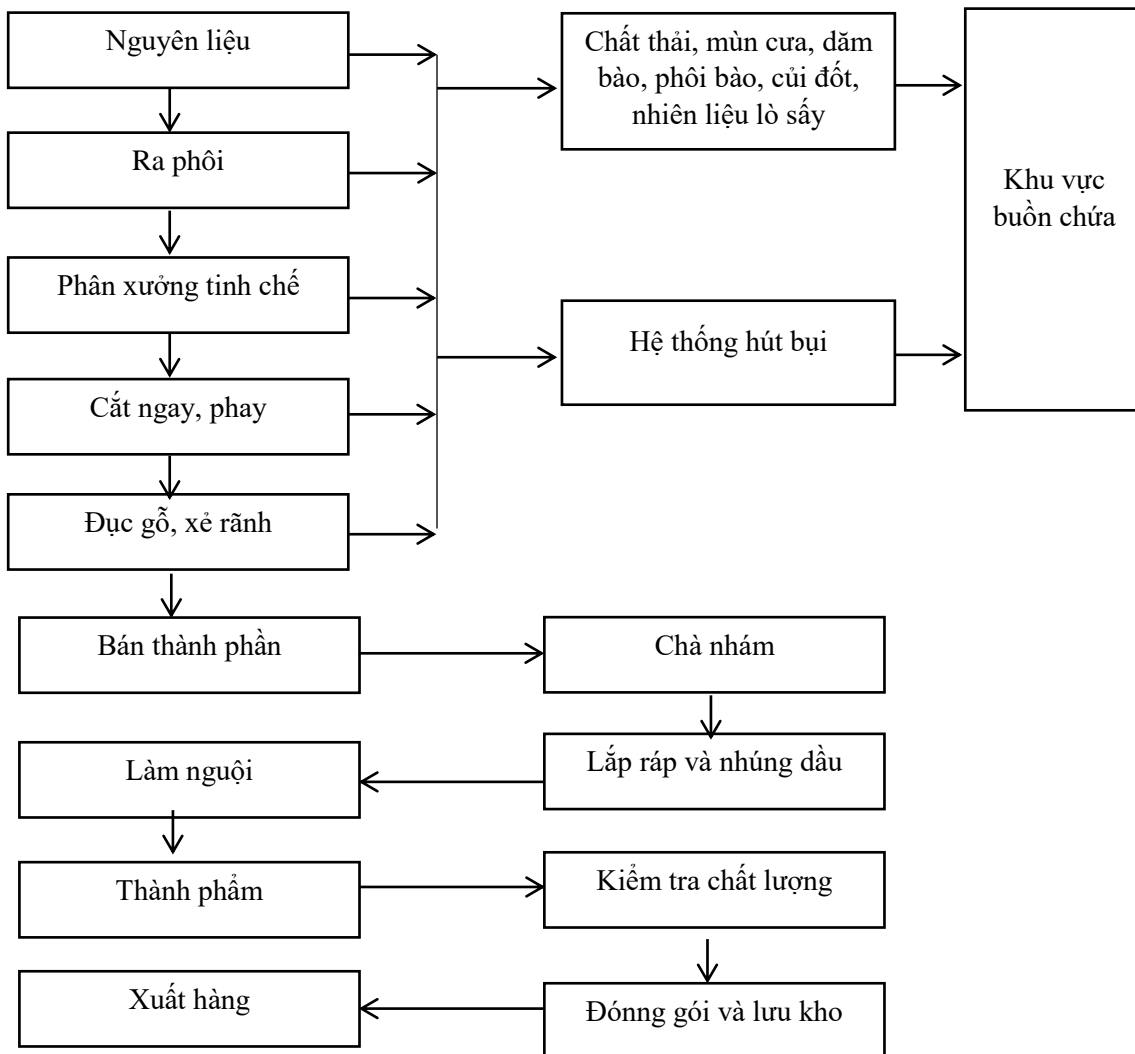 Nguyên liệu
Chất thải, mùn cưa, dăm
bào, phôi bào, củi đốt,
nhiên liệu lò sấy
Khu vực
buồn chứa
Ra phôi
Phân xưởng tinh chế
Hệ thống hút bụi
Cắt ngay, phay
Đục gỗ, xẻ rãnh
Bán thành phần
Chà nhám
Làm nguội
Lắp ráp và nhúng dầu
Thành phẩm
Kiểm tra chất lượng
Xuất hàng
Đónng gói và lưu kho